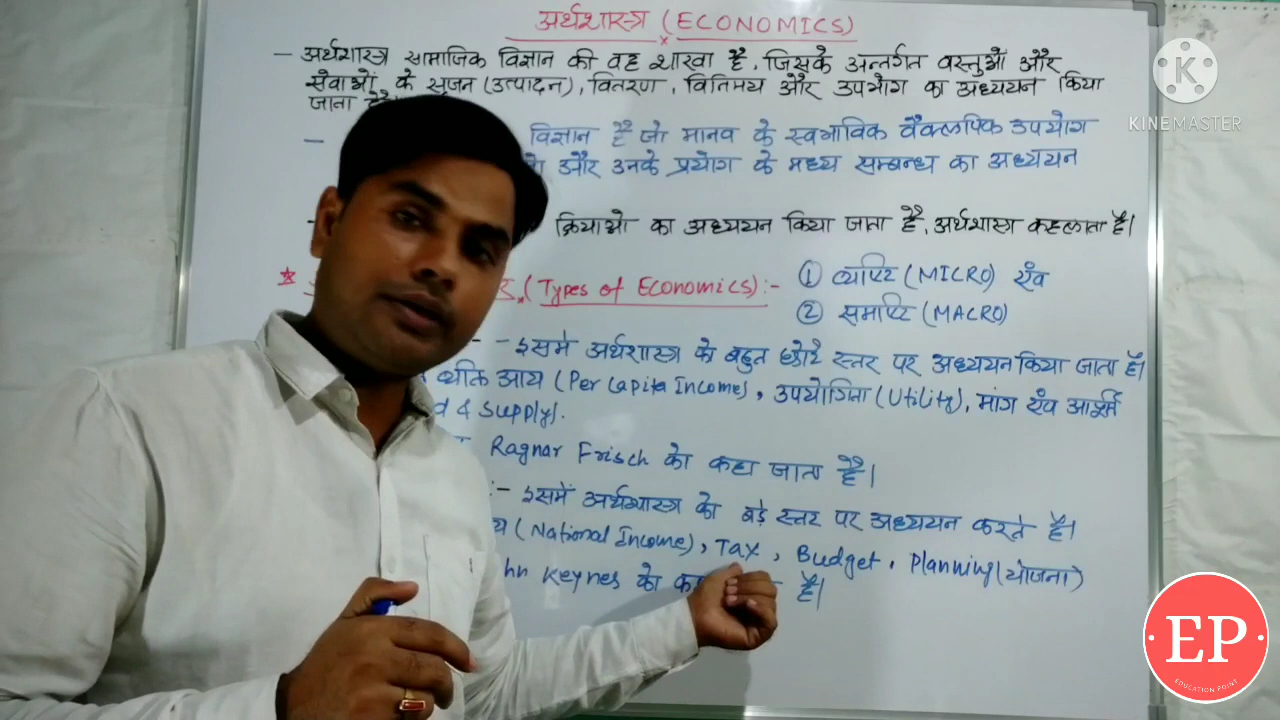 अर्थशास्त्र (ECONOMICS)
– अर्थशास्त्र सामाजिक विज्ञान की वह शाखा है, जिसके अन्तर्गत वस्तुओं और
सेवाओं के सृजन (उत्पादन), वितरण, विनिमय और उपभोग का अध्ययन किया
जाता है।
– विज्ञान है जो मानव के स्वभाविक वैकल्पिक उपयोग
और उनके प्रयोग के मध्य सम्बन्ध का अध्ययन
क्रियाओ का अध्ययन किया जाता है, अर्थशास्त्र कहलाता है।
(Types of Economics) :- ① व्यष्टि (MICRO) एंव
② समष्टि (MACRO)
- इसमे अर्थशास्त्र को बहुत छोटे स्तर पर अध्ययन किया जाता है।
व्यक्ति आय (Per Capita Income), उपयोगिता (Utility), मांग एंव
& Supply).
Ragnar Frisch को कहा जाता है।
:- इसमें अर्थशास्त्र को बड़े स्तर पर अध्ययन करते है।
(National Income), Tax, Budget, Planning (योजना)
Keynes को है।
KINEMASTER
EP
EDUCATION POINT